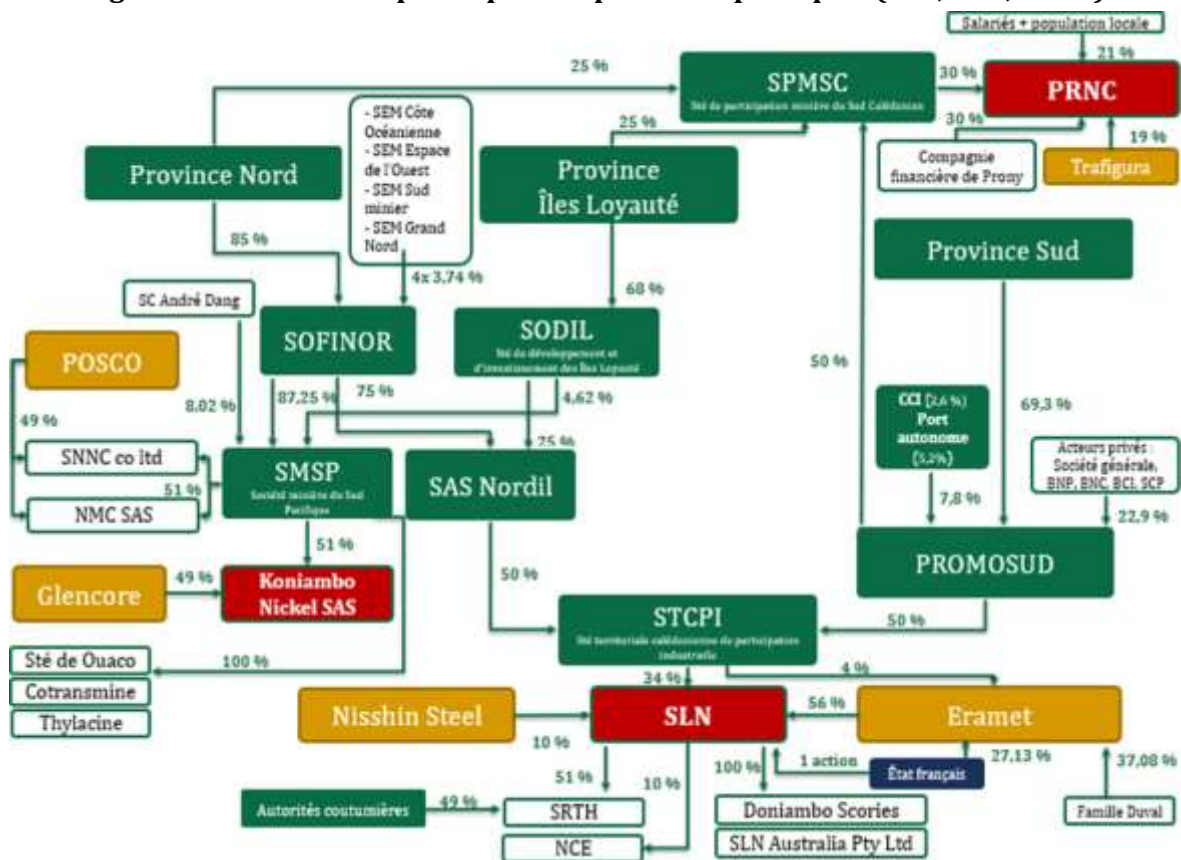 Salariés + population locale
21 %
25 %
SPMSC
Sté de participation minière du Sud Calédonien
30 %
PRNC
- SEM Côte
Océanienne
- SEM Espace
de l'Ouest
- SEM Sud
minier
- SEM Grand
Nord
25 %
30 %
19 %
Province Nord
Province
Îles Loyauté
Compagnie
financière de Prony
Trafigura
85 %
Province Sud
4x 3,74 %
68 %
SC André Dang
SOFINOR
SODIL
Sté de développement et
d'investissement des Îles Loyauté
POSCO
50 %
49 %
8,02 %
87,25 %
75 %
4,62 %
CCI (2,6 %)
Port
autonome
(5,2%)
69,3 %
SNNC co ltd
25 %
SMSP
Société minière du Sud
Pacifique
SAS Nordil
Acteurs privés :
Société générale,
BNP, BNC, BCI, SCP
51 %
NMC SAS
7,8 %
22,9 %
51 %
PROMOSUD
Glencore
49 %
Koniambo
Nickel SAS
50 %
STCPI
Sté territoriale calédonienne de participation
industrielle
50 %
Sté de Ouaco
100 %
34 %
4 %
Cotransmine
Thylacine
Nisshin Steel
SLN
56 %
Eramet
10 %
51 %
10 %
100 %
1 action
État français
27,13 %
37,08 %
Autorités coutumières
49 %
SRTH
Doniambo Scories
Famille Duval
NCE
SLN Australia Pty Ltd